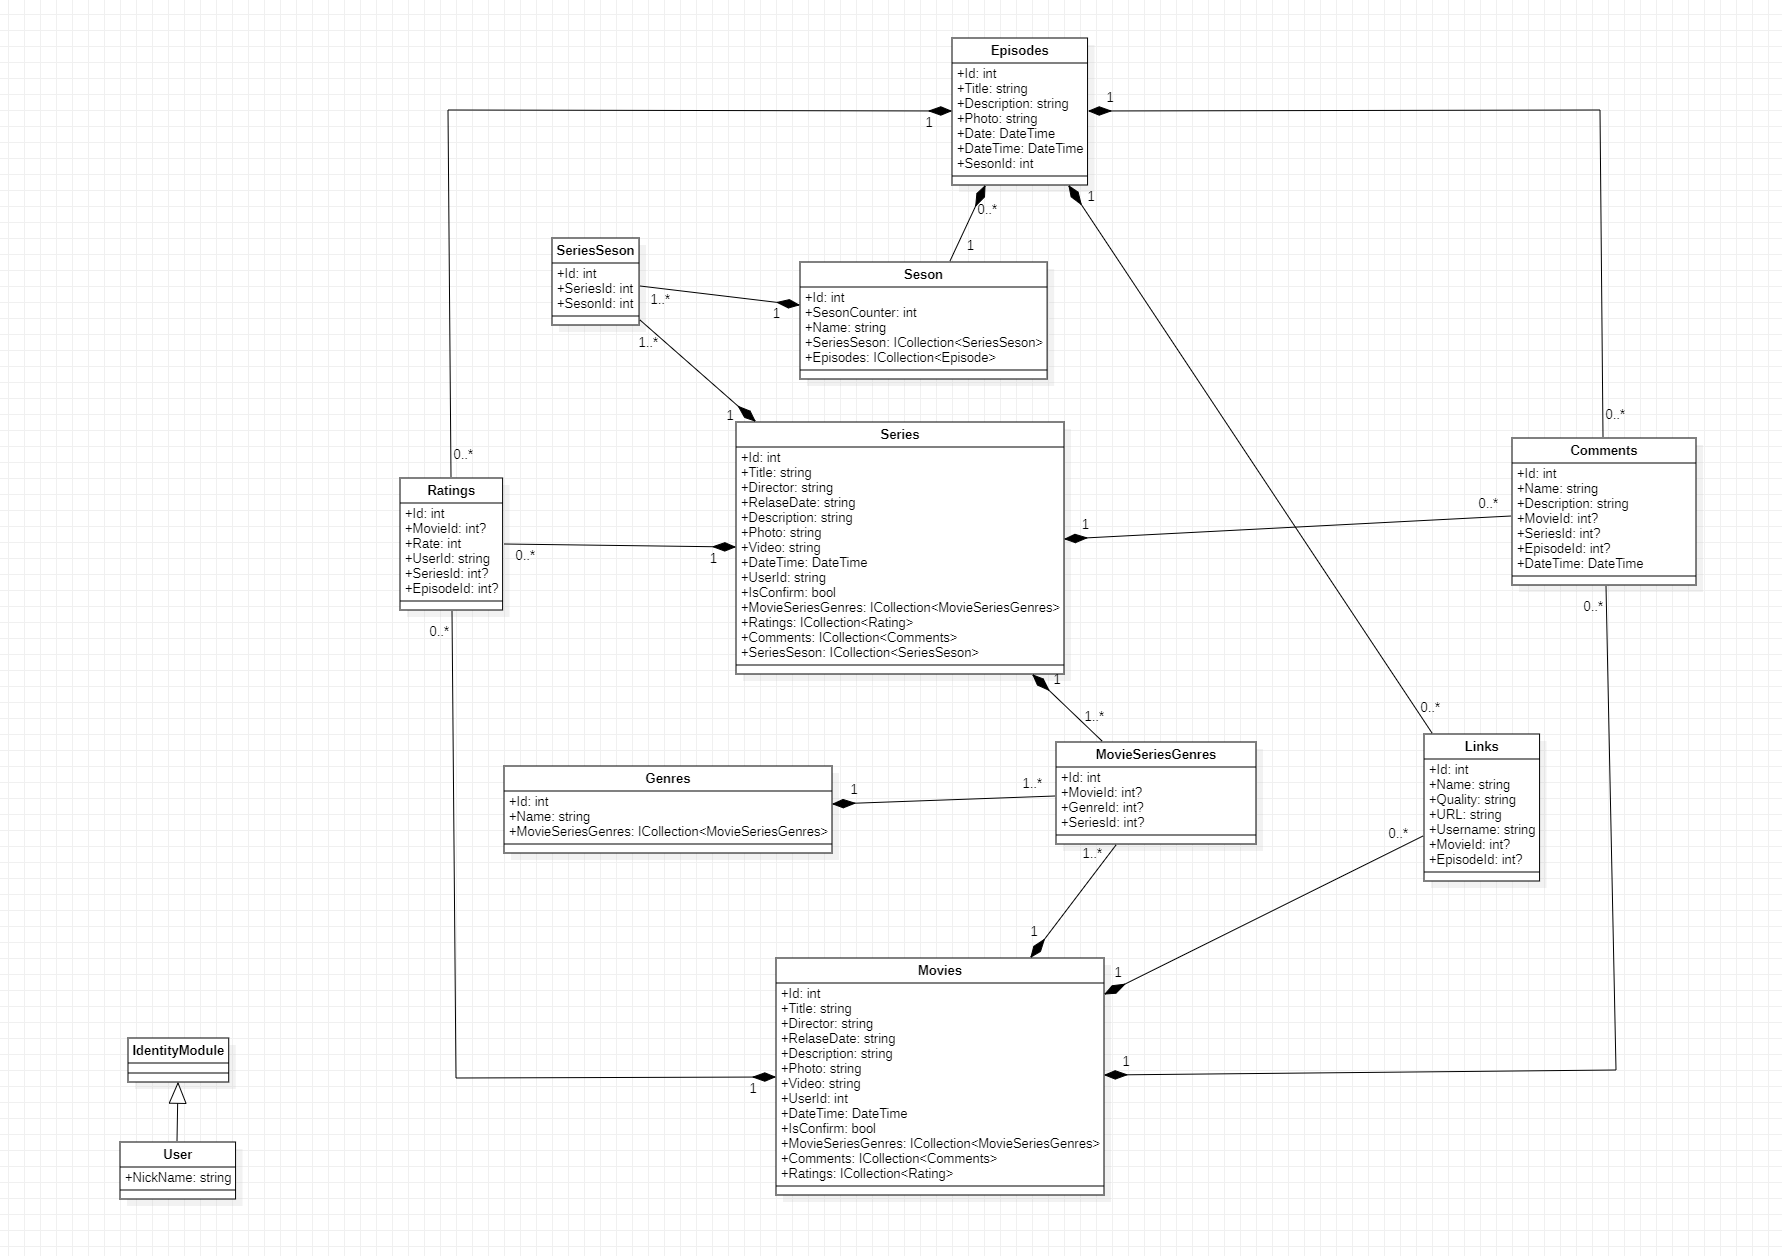 Episodes
+Id: int
+Title: string
+Description: string
+Photo: string
+Date: DateTime
+DateTime: DateTime
+SesonId: int
1
1
0..*
1
1
SeriesSeson
+Id: int
+SeriesId: int
+SesonId: int
1..*
1
1..*
1
Seson
+Id: int
+SesonCounter: int
+Name: string
+SeriesSeson: ICollection<SeriesSeson>
+Episodes: ICollection<Episode>
Series
+Id: int
+Title: string
+Director: string
+RelaseDate: string
+Description: string
+Photo: string
+Video: string
+DateTime: DateTime
+UserId: string
+IsConfirm: bool
+MovieSeriesGenres: ICollection<MovieSeriesGenres>
+Ratings: ICollection<Rating>
+Comments: ICollection<Comments>
+SeriesSeson: ICollection<SeriesSeson>
0..*
Ratings
+Id: int
+MovieId: int?
+Rate: int
+UserId: string
+SeriesId: int?
+EpisodeId: int?
0..*
1
0..*
0..*
Comments
+Id: int
+Name: string
+Description: string
+MovieId: int?
+SeriesId: int?
+EpisodeId: int?
+DateTime: DateTime
1
0..*
0..*
1
1..*
Genres
+Id: int
+Name: string
+MovieSeriesGenres: ICollection<MovieSeriesGenres>
1
1..*
MovieSeriesGenres
+Id: int
+MovieId: int?
+GenreId: int?
+SeriesId: int?
1..*
1
0..*
Links
+Id: int
+Name: string
+Quality: string
+URL: string
+Username: string
+MovieId: int?
+EpisodeId: int?
0..*
1
1
1
Movies
+Id: int
+Title: string
+Director: string
+RelaseDate: string
+Description: string
+Photo: string
+Video: string
+UserId: int
+DateTime: DateTime
+IsConfirm: bool
+MovieSeriesGenres: ICollection<MovieSeriesGenres>
+Comments: ICollection<Comments>
+Ratings: ICollection<Rating>
IdentityModule
User
+NickName: string